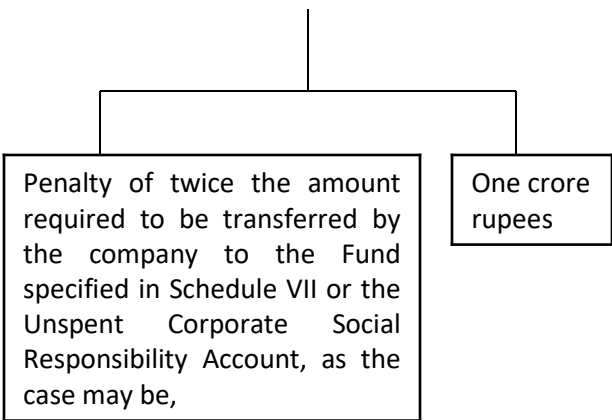 Penalty of twice the amount
required to be transferred by
the company to the Fund
specified in Schedule VII or the
Unspent Corporate Social
Responsibility Account, as the
case may be,
One crore
rupees